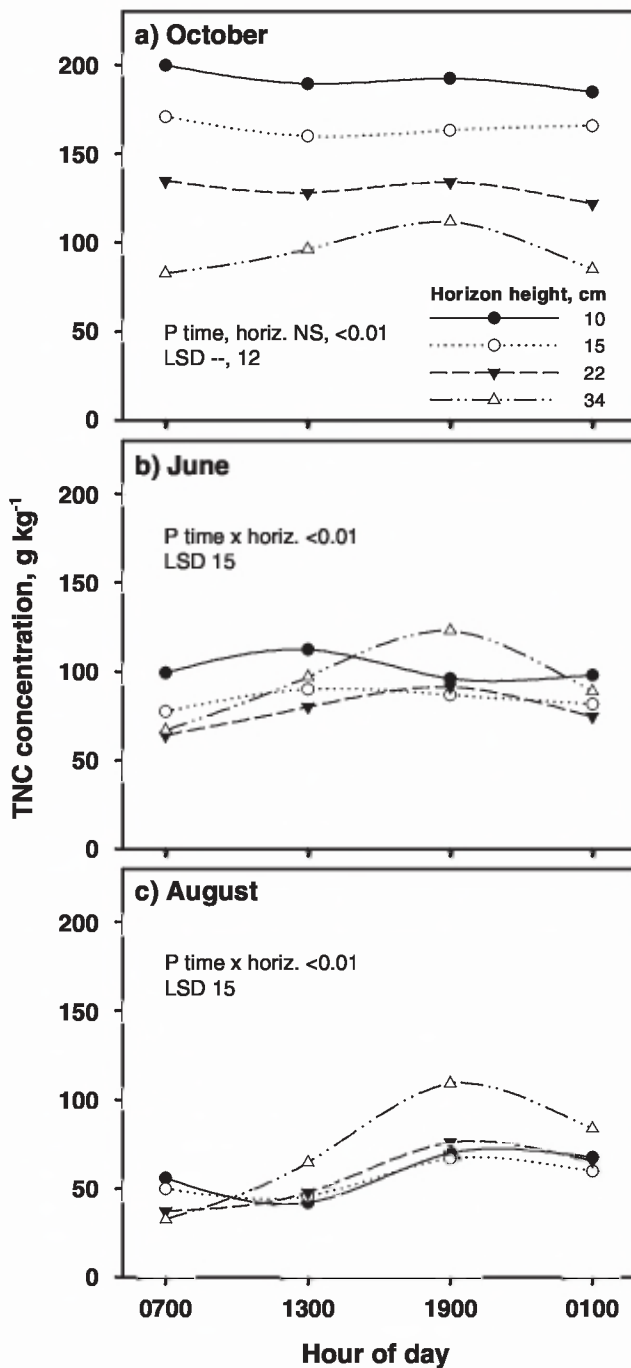 a) October
200
150
100
50
0
P time, horiz. NS, <0.01
LSD --, 12
Horizon height, cm
10
15
22
34
b) June
200
150
100
50
0
P time x horiz. <0.01
LSD 15
TNC concentration, g kg⁻¹
c) August
200
150
100
50
0
P time x horiz. <0.01
LSD 15
0700 1300 1900 0100
Hour of day